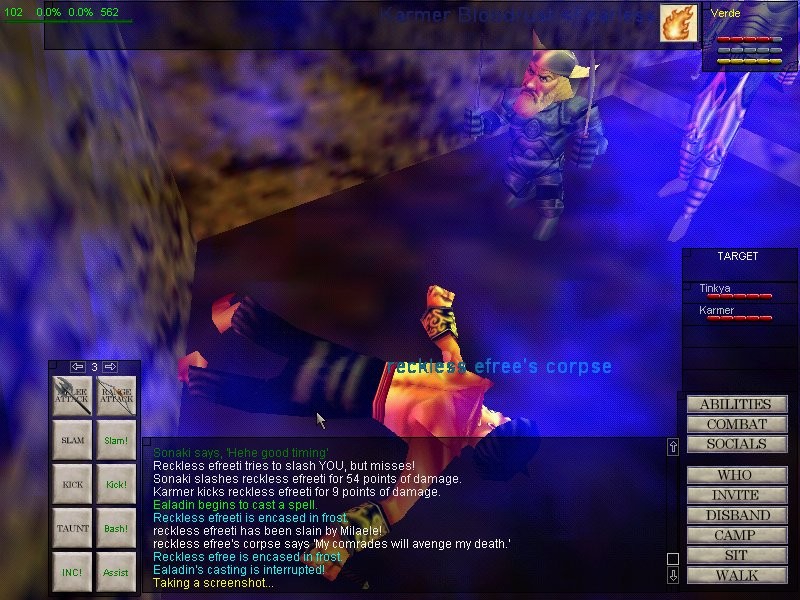 102 0.0% 0.0% 562
Karmer
Verde
TARGET
Tinkya
Karmer
reckless efree's corpse
3
MELEE ATTACK
RANGE ATTACK
SLAM
Slam!
KICK
Kick!
TAUNT
Bash!
INC!
Assist
Sonaki says, 'Hehe good timing'
Reckless efreeti tries to slash YOU, but misses!
Sonaki slashes reckless efreeti for 54 points of damage.
Karmer kicks reckless efreeti for 9 points of damage.
Ealadin begins to cast a spell.
Reckless efreeti is encased in frost.
reckless efreeti has been slain by Milaele!
reckless efree's corpse says 'My comrades will avenge my death.'
Reckless efree is encased in frost.
Ealadin's casting is interrupted!
Taking a screenshot...
ABILITIES
COMBAT
SOCIALS
WHO
INVITE
DISBAND
CAMP
SIT
WALK